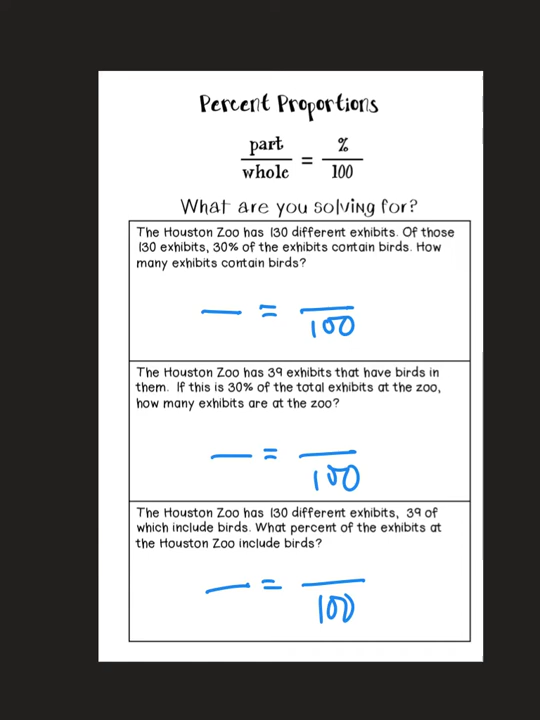 Percent Proportions
part = %
whole 100
What are you solving for?
The Houston Zoo has 130 different exhibits. Of those
130 exhibits, 30% of the exhibits contain birds. How
many exhibits contain birds?
— = —
100
The Houston Zoo has 39 exhibits that have birds in
them. If this is 30% of the total exhibits at the zoo,
how many exhibits are at the zoo?
— = —
100
The Houston Zoo has 130 different exhibits, 39 of
which include birds. What percent of the exhibits at
the Houston Zoo include birds?
— = —
100